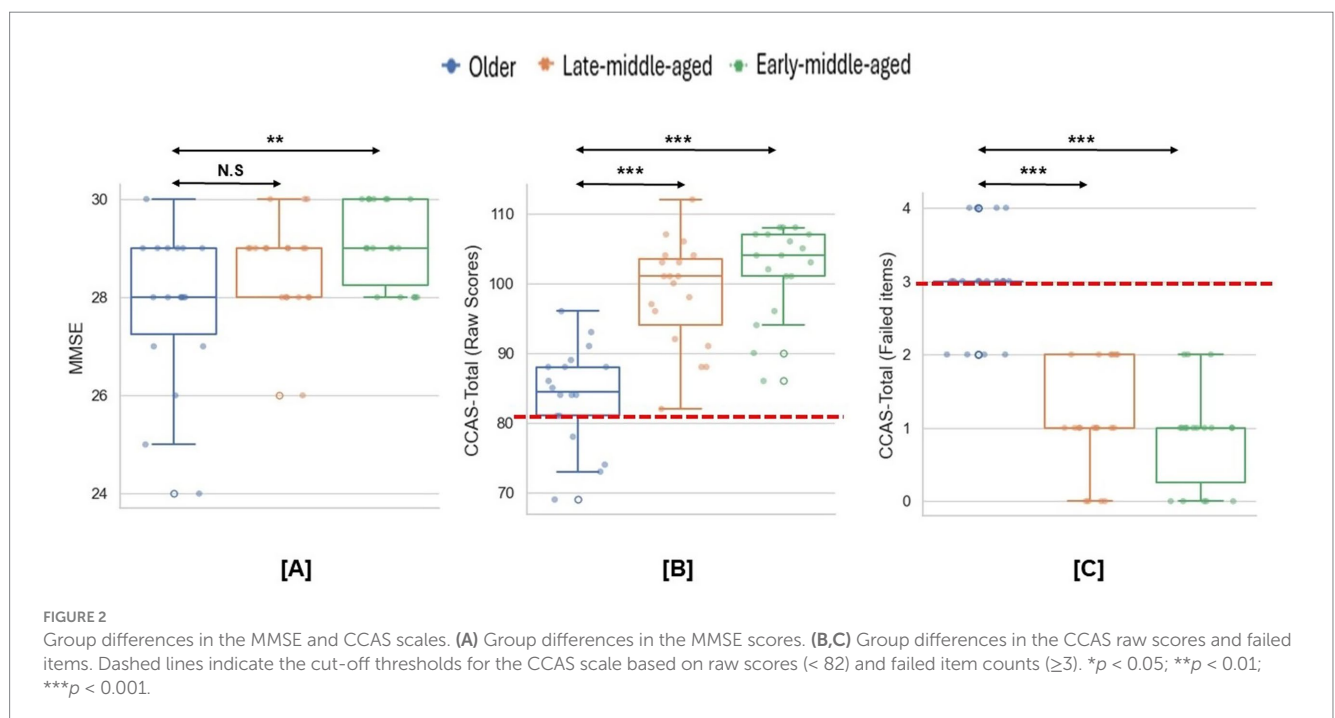 Older Late-middle-aged Early-middle-aged
**
N.S
30
28
26
24
MMSE
[A]
***
***
110
100
90
80
70
CCAS-Total (Raw Scores)
[B]
***
***
4
3
2
1
0
CCAS-Total (Failed items)
[C]
FIGURE 2
Group differences in the MMSE and CCAS scales. (A) Group differences in the MMSE scores. (B,C) Group differences in the CCAS raw scores and failed
items. Dashed lines indicate the cut-off thresholds for the CCAS scale based on raw scores (< 82) and failed item counts (≥3). *p < 0.05; **p < 0.01;
***p < 0.001.